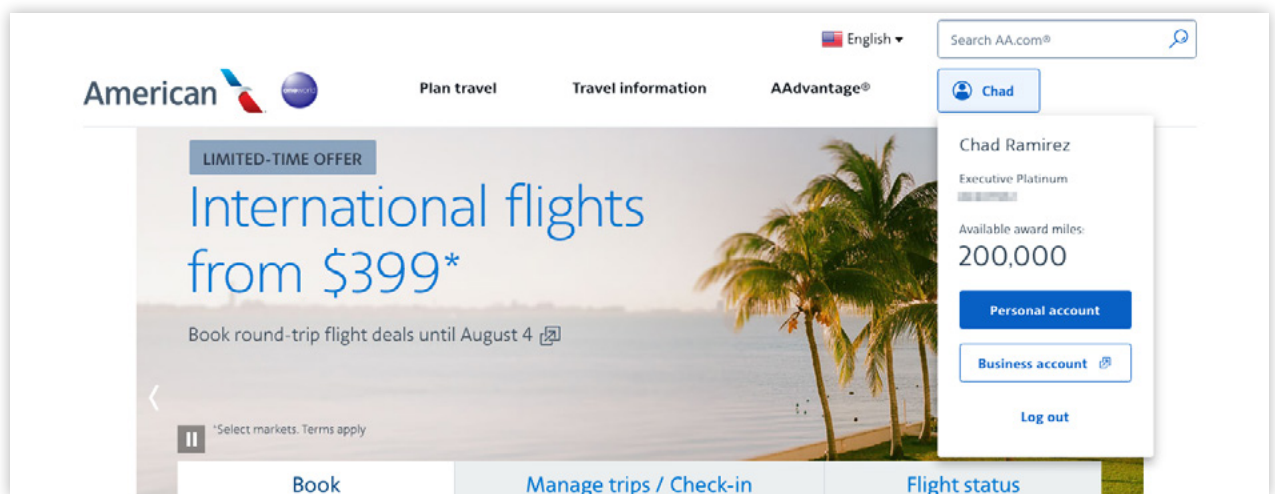 English
Search AA.com®
American
oneworld
Plan travel
Travel information
AAdvantage®
Chad
LIMITED-TIME OFFER
International flights
from $399*
Book round-trip flight deals until August 4
*Select markets. Terms apply
Chad Ramirez
Executive Platinum
Available award miles:
200,000
Personal account
Business account
Log out
Book
Manage trips / Check-in
Flight status